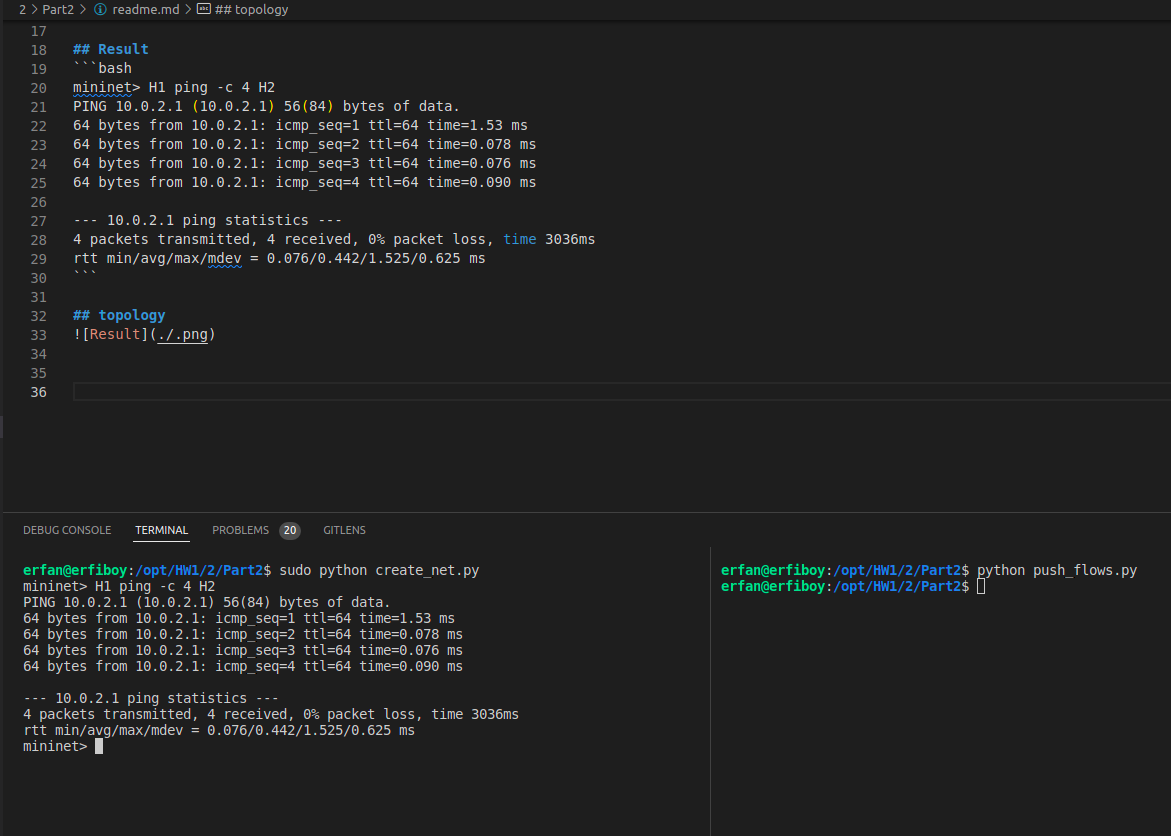 2 > Part2 > readme.md > ## topology
17
18 ## Result
19 ```bash
20 mininet> H1 ping -c 4 H2
21 PING 10.0.2.1 (10.0.2.1) 56(84) bytes of data.
22 64 bytes from 10.0.2.1: icmp_seq=1 ttl=64 time=1.53 ms
23 64 bytes from 10.0.2.1: icmp_seq=2 ttl=64 time=0.078 ms
24 64 bytes from 10.0.2.1: icmp_seq=3 ttl=64 time=0.076 ms
25 64 bytes from 10.0.2.1: icmp_seq=4 ttl=64 time=0.090 ms
26
27 --- 10.0.2.1 ping statistics ---
28 4 packets transmitted, 4 received, 0% packet loss, time 3036ms
29 rtt min/avg/max/mdev = 0.076/0.442/1.525/0.625 ms
30 ```
31
32 ## topology
33 ![Result](./.png)
34
35
36
DEBUG CONSOLE TERMINAL PROBLEMS 20 GITLENS
erfan@erfiboy:/opt/HW1/2/Part2$ sudo python create_net.py
mininet> H1 ping -c 4 H2
PING 10.0.2.1 (10.0.2.1) 56(84) bytes of data.
64 bytes from 10.0.2.1: icmp_seq=1 ttl=64 time=1.53 ms
64 bytes from 10.0.2.1: icmp_seq=2 ttl=64 time=0.078 ms
64 bytes from 10.0.2.1: icmp_seq=3 ttl=64 time=0.076 ms
64 bytes from 10.0.2.1: icmp_seq=4 ttl=64 time=0.090 ms

--- 10.0.2.1 ping statistics ---
4 packets transmitted, 4 received, 0% packet loss, time 3036ms
rtt min/avg/max/mdev = 0.076/0.442/1.525/0.625 ms
mininet>
erfan@erfiboy:/opt/HW1/2/Part2$ python push_flows.py
erfan@erfiboy:/opt/HW1/2/Part2$